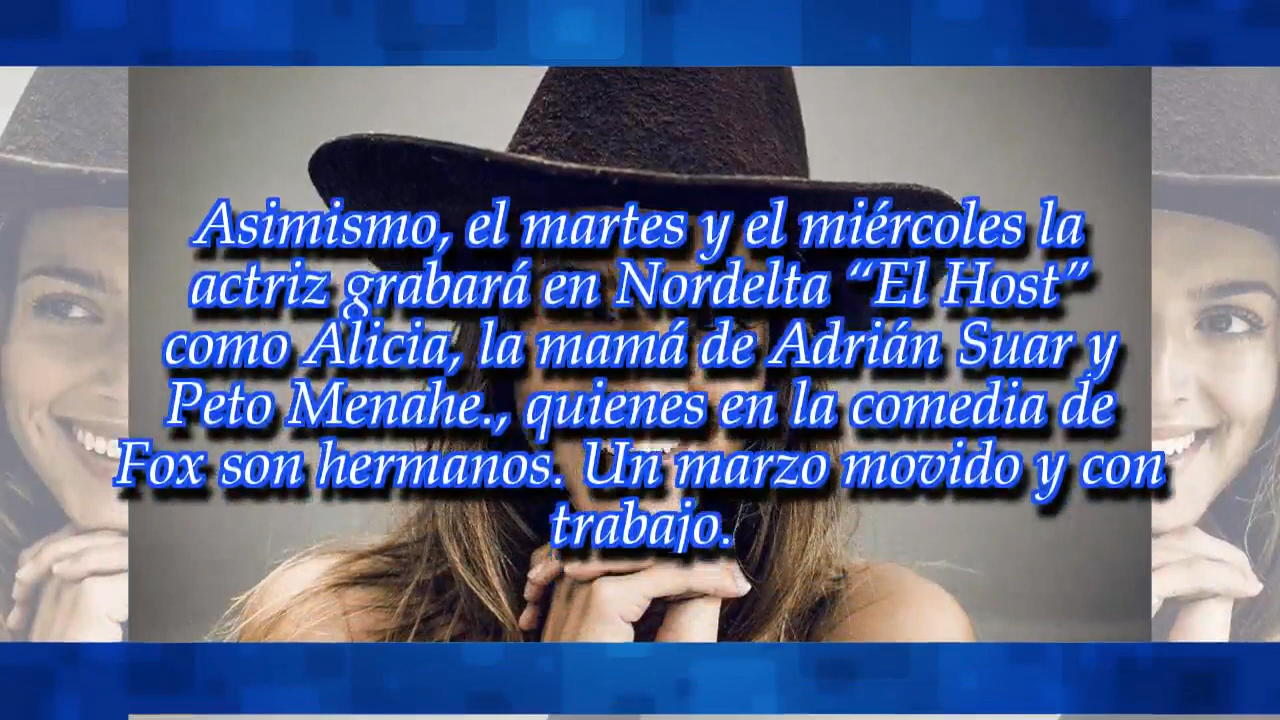 Asimismo, el martes y el miércoles la
actriz grabará en Nordelta “El Host”
como Alicia, la mamá de Adrián Suar y
Peto Menahe., quienes en la comedia de
Fox son hermanos. Un marzo movido y con
trabajo.